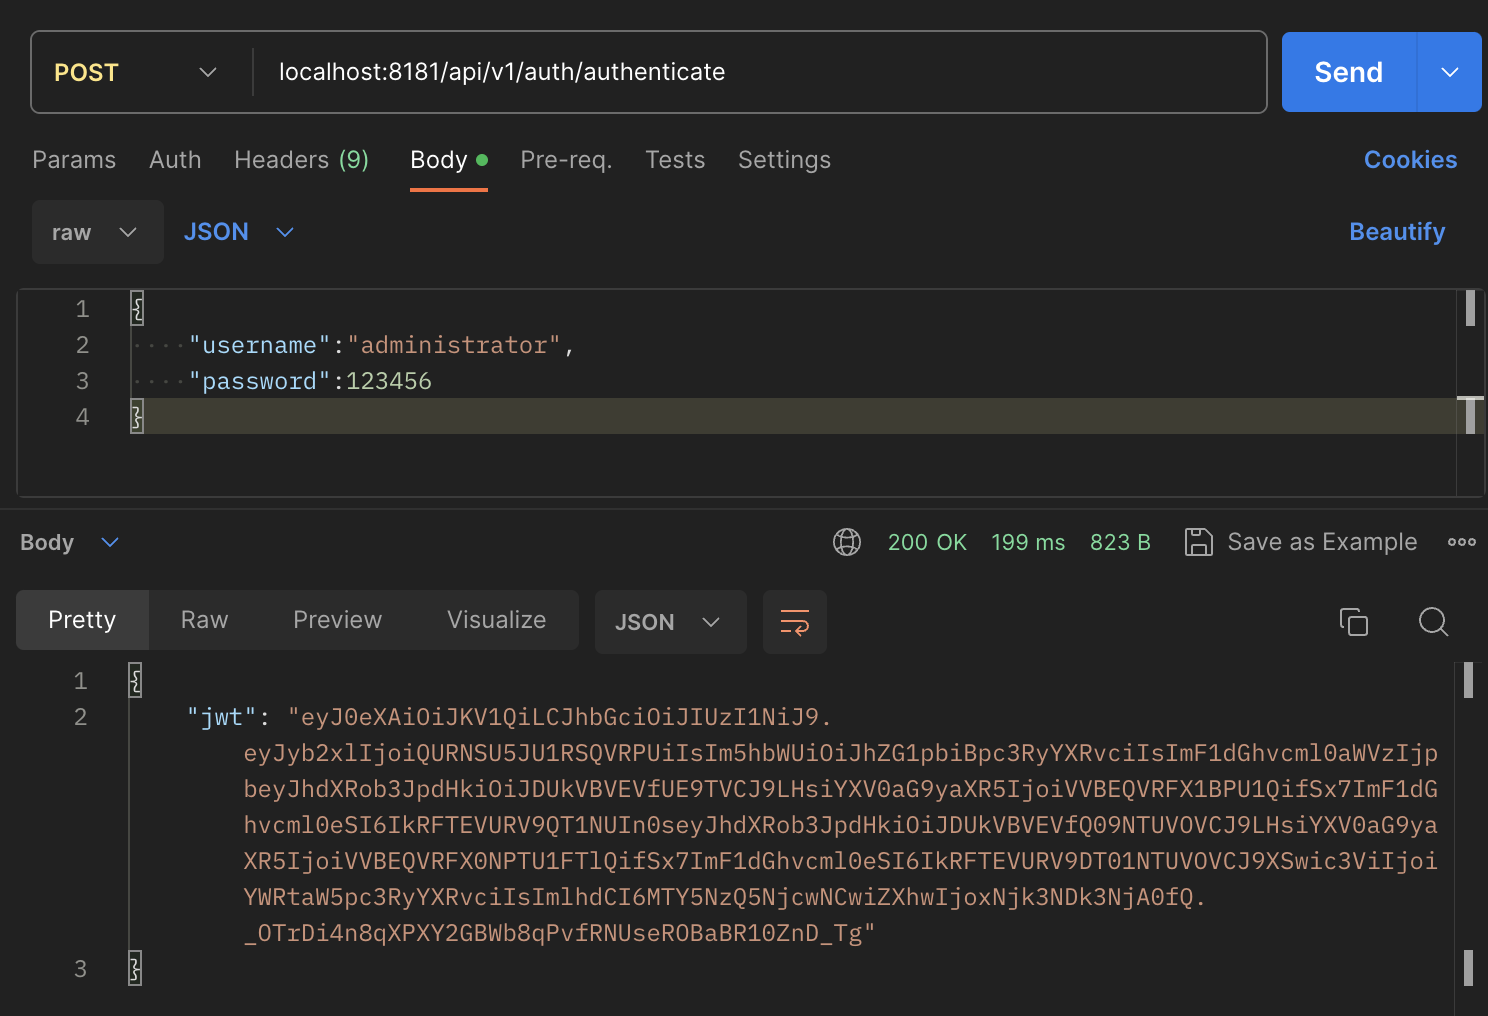 POST localhost:8181/api/v1/auth/authenticate Send
Params Auth Headers (9) Body Pre-req. Tests Settings Cookies
raw JSON Beautify
1 {
2 "username":"administrator",
3 "password":123456
4 }
Body 200 OK 199 ms 823 B Save as Example
Pretty Raw Preview Visualize JSON
1 {
2 "jwt": "eyJ0eXAiOiJKV1QiLCJhbGciOiJIUzI1NiJ9.
eyJyb2xlIjoiQURNSU5JU1RSQVRPUiIsIm5hbWUiOiJhZG1pbiBpc3RyYXRvciIsImF1dGhvcml0aWVzIjp
beyJhdXRob3JpdHkiOiJDUkVBVEVfUE9TVCJ9LHsiYXV0aG9yaXR5IjoiVVBEQVRFX1BPU1QifSx7ImF1dG
hvcml0eSI6IkRFTEVURV9QT1NUIn0seyJhdXRob3JpdHkiOiJDUkVBVEVfQ09NTUVOVCJ9LHsiYXV0aG9ya
XR5IjoiVVBEQVRFX0NPTU1FTlQifSx7ImF1dGhvcml0eSI6IkRFTEVURV9DT01NTUVOVCJ9XSwic3ViIjoi
YWRtaW5pc3RyYXRvciIsImlhdCI6MTY5NzQ5NjcwNCwiZXhwIjoxNjk3NDk3NjA0fQ.
_OTrDi4n8qXPXY2GBWb8qPvfRNUseROBaBR10ZnD_Tg"
3 }